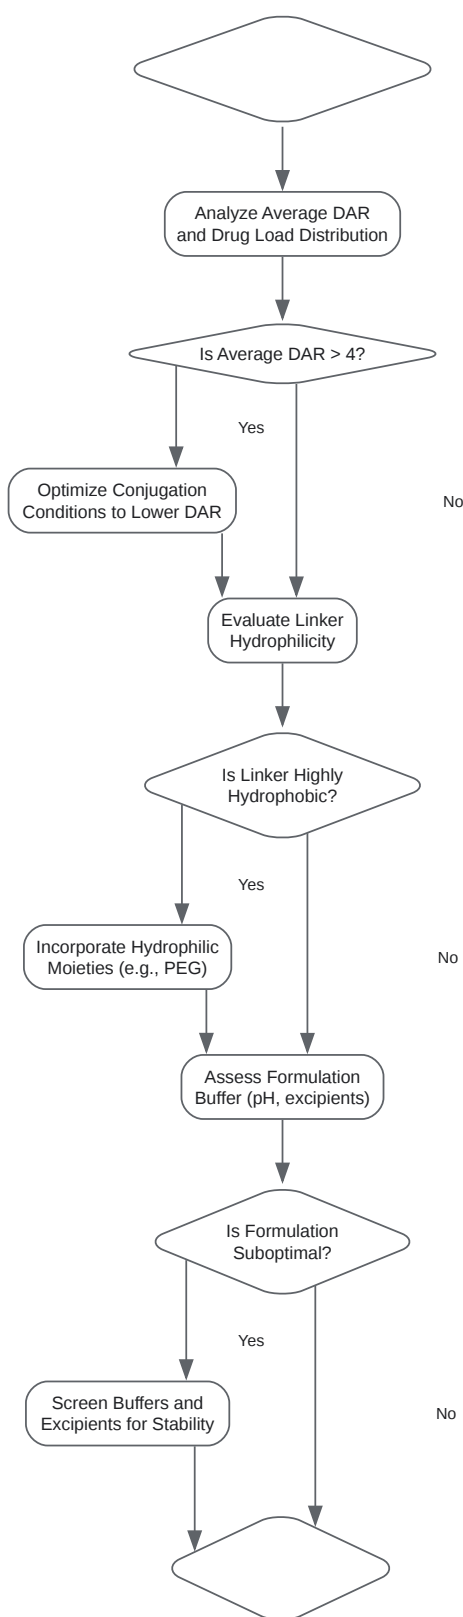 Analyze Average DAR
and Drug Load Distribution
Is Average DAR > 4?
Yes
Optimize Conjugation
Conditions to Lower DAR
No
Evaluate Linker
Hydrophilicity
Is Linker Highly
Hydrophobic?
Yes
Incorporate Hydrophilic
Moieties (e.g., PEG)
No
Assess Formulation
Buffer (pH, excipients)
Is Formulation
Suboptimal?
Yes
Screen Buffers and
Excipients for Stability
No